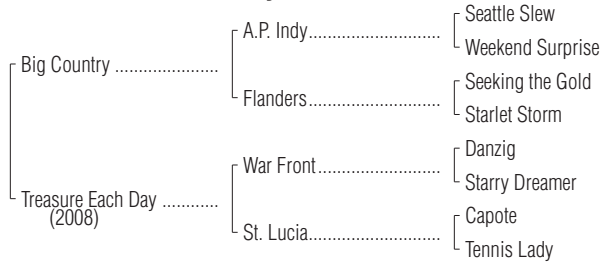 Seattle Slew
A.P. Indy...............................
Weekend Surprise
Big Country ........................
Seeking the Gold
Flanders...............................
Starlet Storm
Danzig
War Front.............................
Starry Dreamer
Treasure Each Day .............
(2008)
Capote
St. Lucia...............................
Tennis Lady